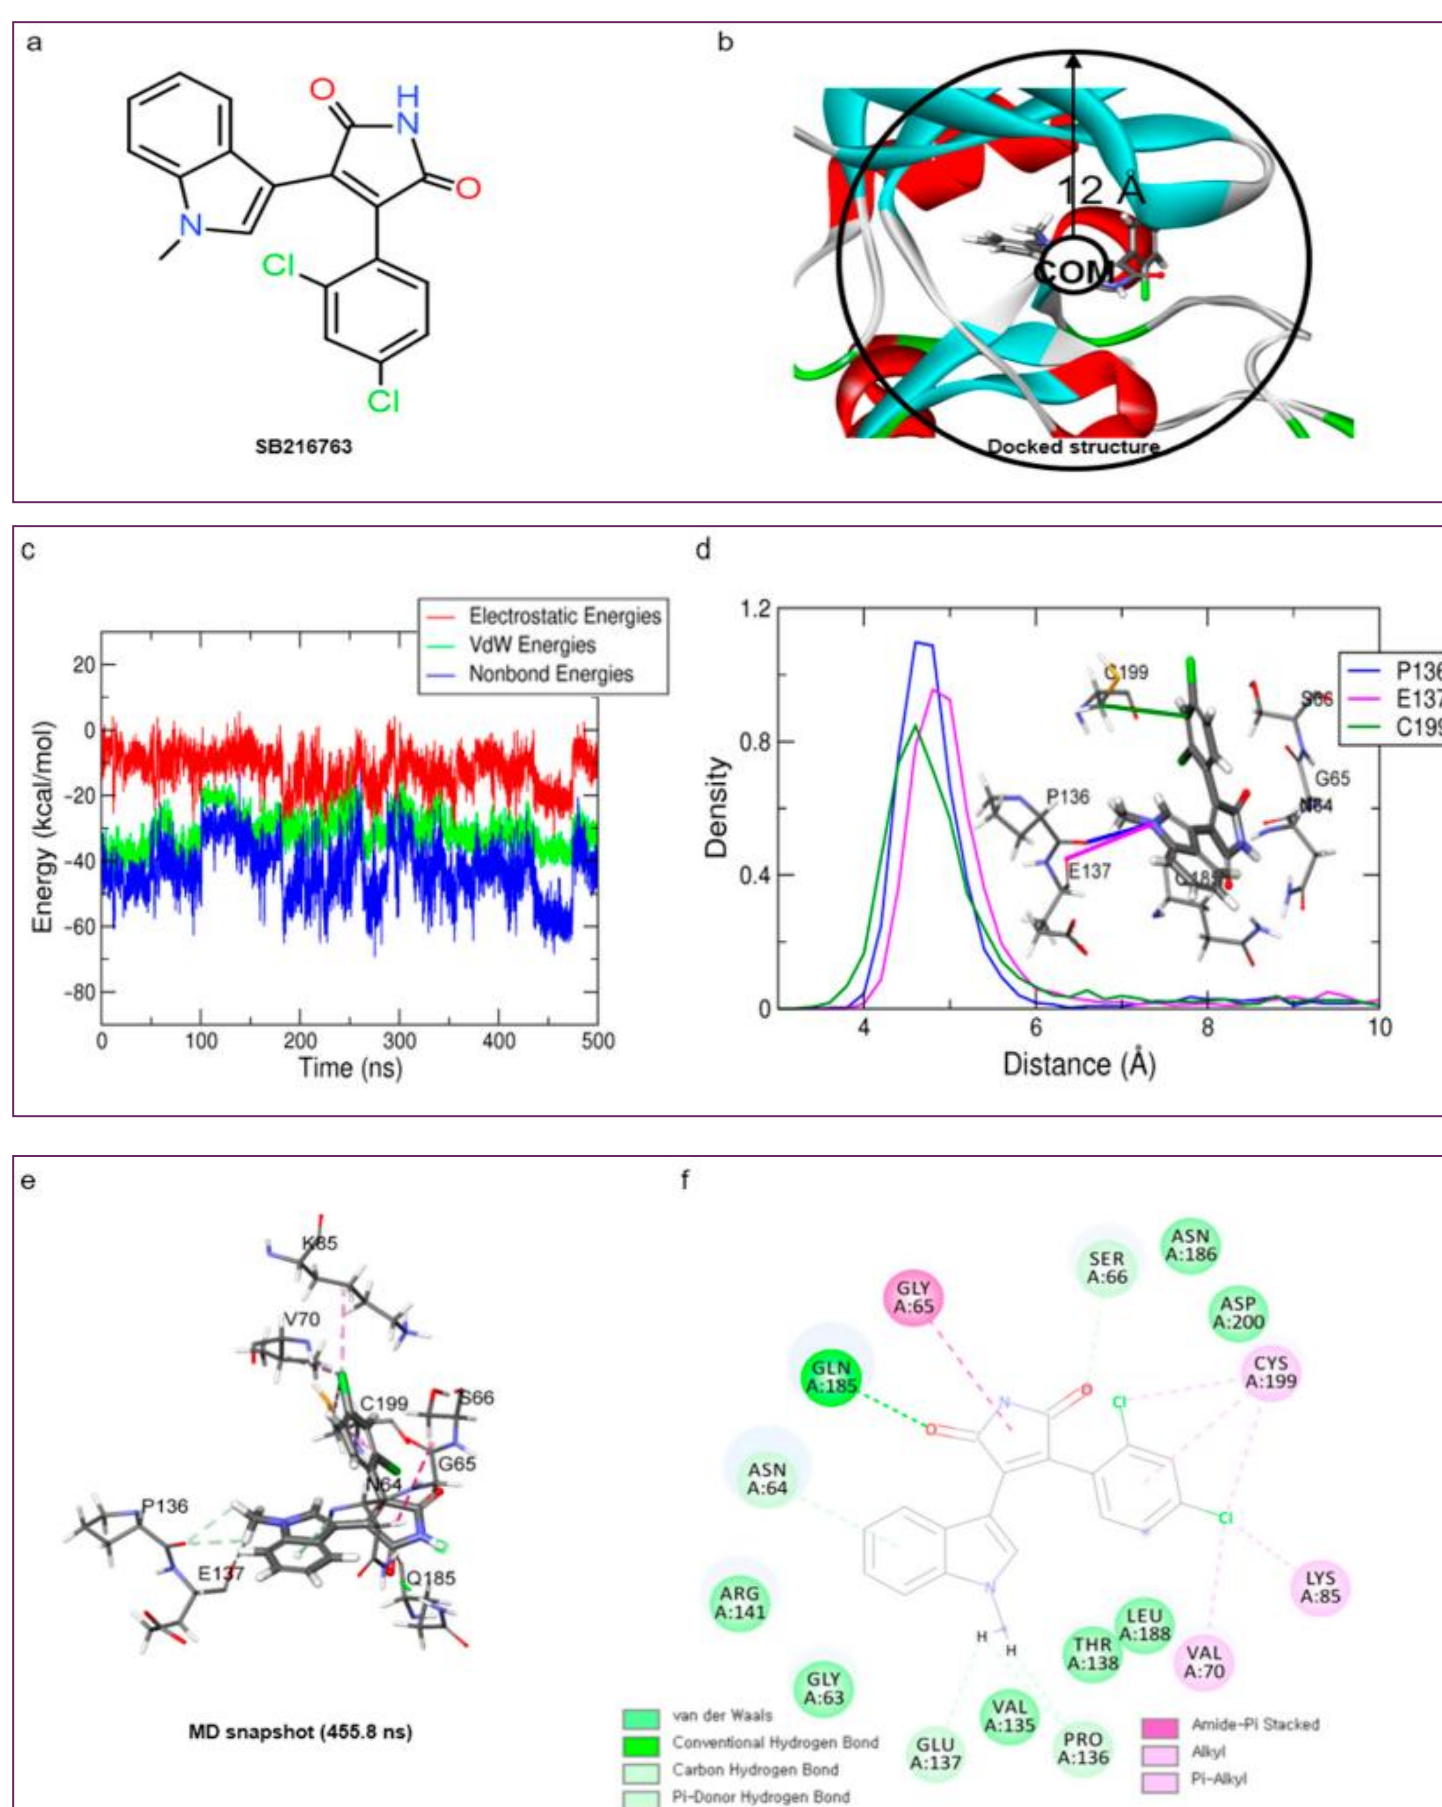 a
O
H
N
O
N
Cl
Cl
SB216763
b
12 Å
COM
Docked structure
c
Electrostatic Energies
VdW Energies
Nonbond Energies
20
0
-20
-40
-60
-80
Energy (kcal/mol)
0 100 200 300 400 500
Time (ns)
d
1.2
0.8
0.4
0
Density
4 6 8 10
Distance (Å)
P136
E137
C199
C199
S66
G65
N64
P136
E137
e
K85
V70
C199
S66
G65
N64
P136
E137
Q185
MD snapshot (455.8 ns)
f
ASN
A:186
SER
A:66
GLY
A:65
ASP
A:200
CYS
A:199
GLN
A:185
O
N
O
Cl
ASN
A:64
Cl
N
LYS
A:85
ARG
A:141
LEU
A:188
THR
A:138
VAL
A:70
H H
GLY
A:63
VAL
A:135
GLU
A:137
PRO
A:136
van der Waals
Conventional Hydrogen Bond
Carbon Hydrogen Bond
Pi-Donor Hydrogen Bond
Amide-Pi Stacked
Alkyl
Pi-Alkyl